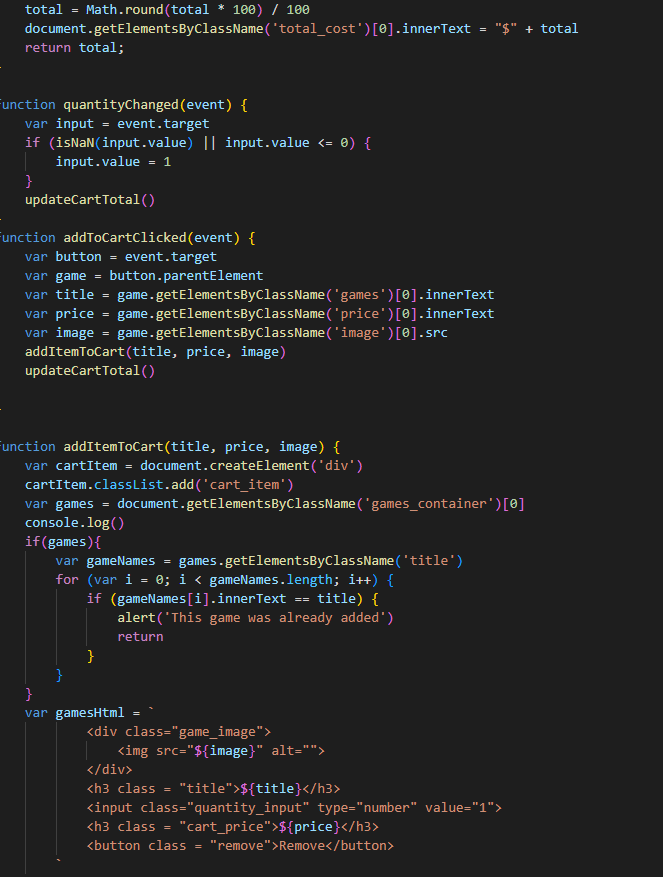 total = Math.round(total * 100) / 100
document.getElementsByClassName('total_cost')[0].innerText = "$" + total
return total;
function quantityChanged(event) {
var input = event.target
if (isNaN(input.value) || input.value <= 0) {
input.value = 1
}
updateCartTotal()
function addToCartClicked(event) {
var button = event.target
var game = button.parentElement
var title = game.getElementsByClassName('games')[0].innerText
var price = game.getElementsByClassName('price')[0].innerText
var image = game.getElementsByClassName('image')[0].src
addItemToCart(title, price, image)
updateCartTotal()
function addItemToCart(title, price, image) {
var cartItem = document.createElement('div')
cartItem.classList.add('cart_item')
var games = document.getElementsByClassName('games_container')[0]
console.log()
if(games){
var gameNames = games.getElementsByClassName('title')
for (var i = 0; i < gameNames.length; i++) {
if (gameNames[i].innerText == title) {
alert('This game was already added')
return
}
}
}
var gamesHtml = `
<div class="game_image">
<img src="${image}" alt="">
</div>
<h3 class = "title">${title}</h3>
<input class="quantity_input" type="number" value="1">
<h3 class = "cart_price">${price}</h3>
<button class = "remove">Remove</button>
`